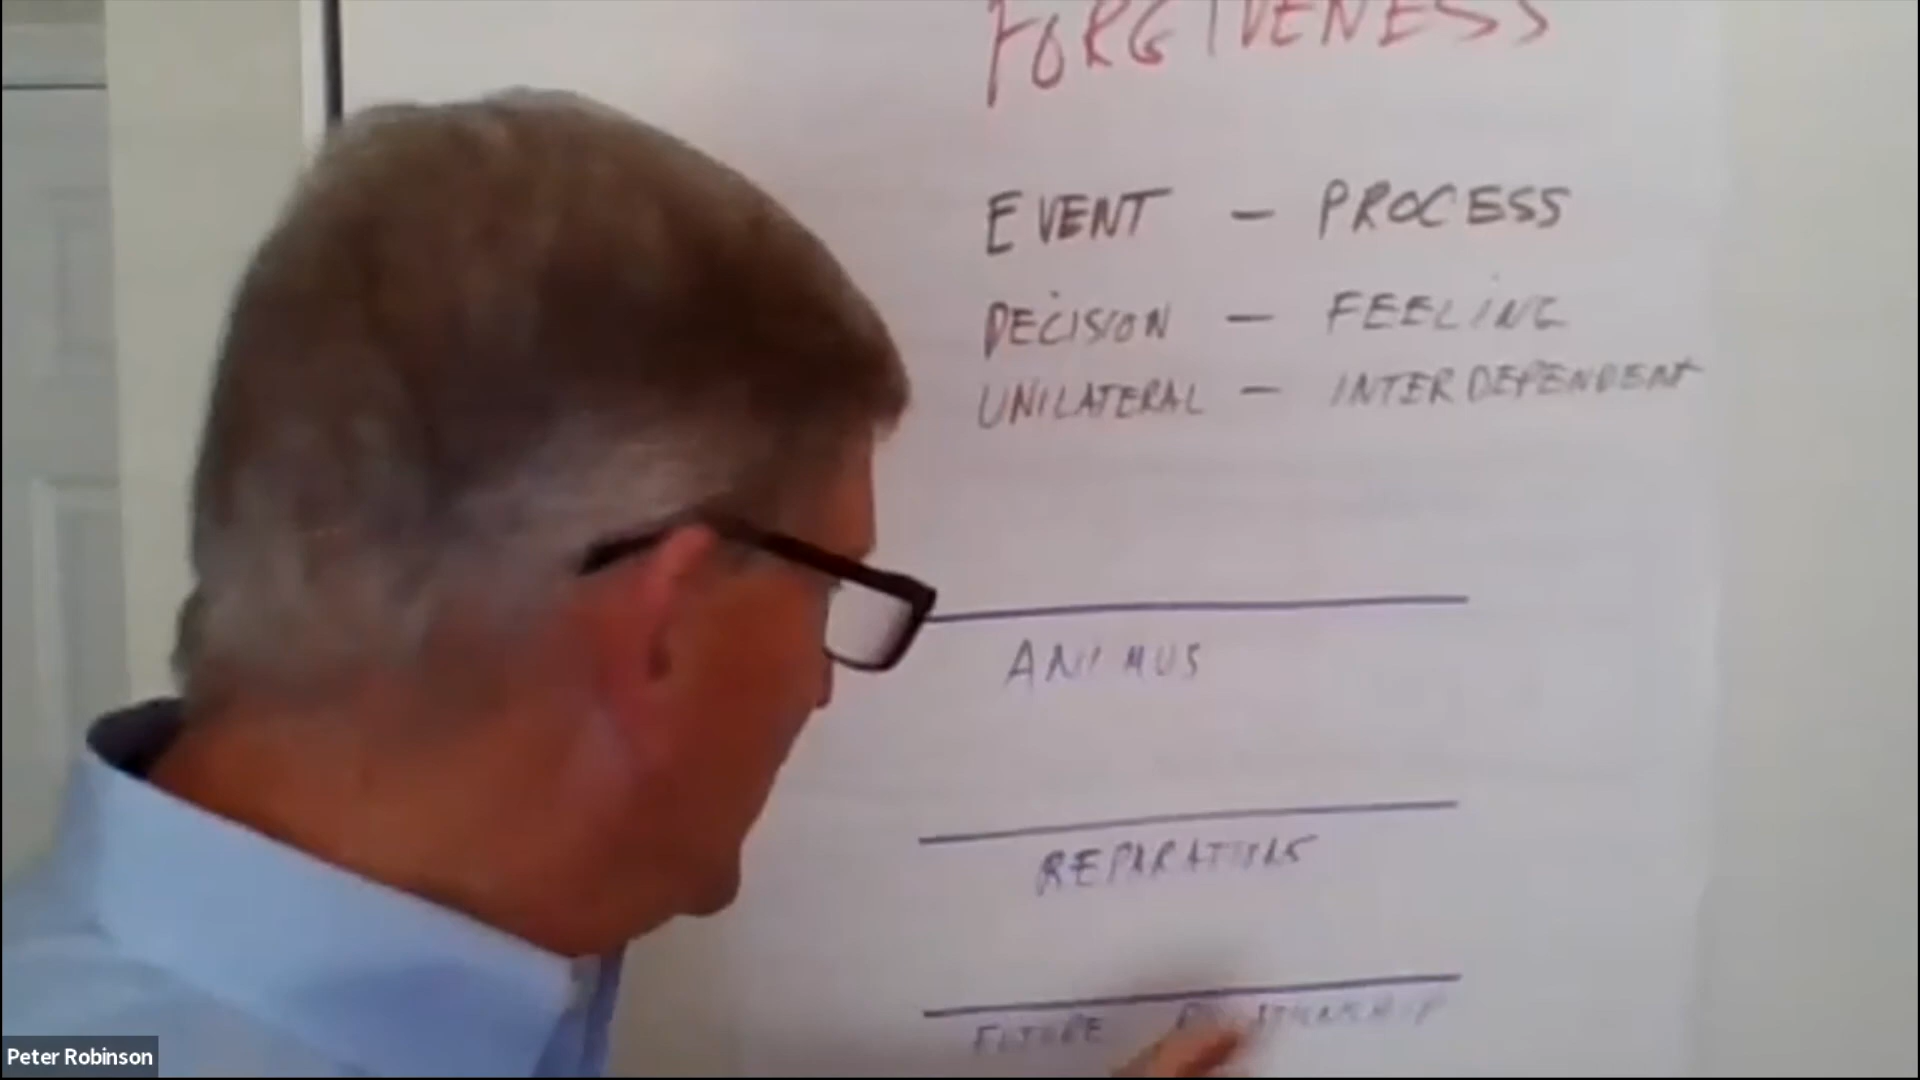 FORGIVENESS
EVENT — PROCESS
DECISION — FEELING
UNILATERAL — INTERDEPENDENT
ANIMUS
REPARATIONS
FUTURE RELATIONSHIP
Peter Robinson